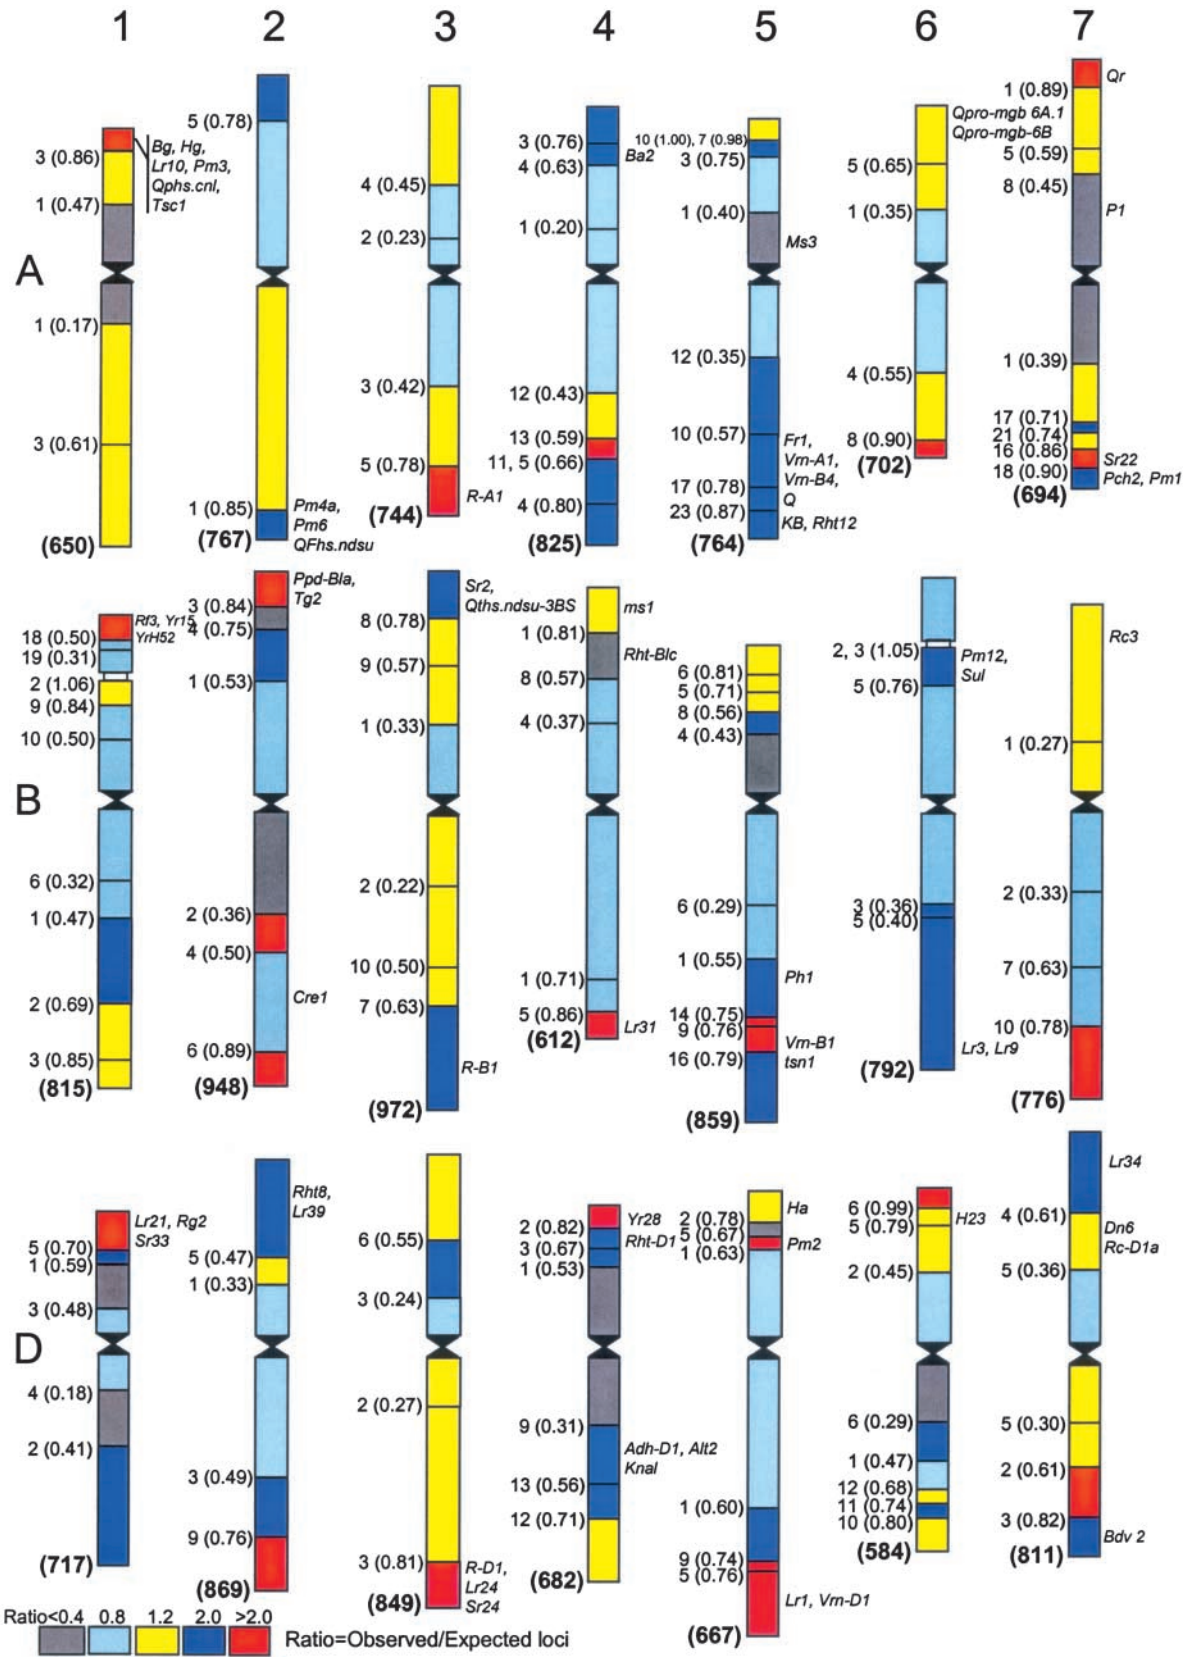 1 2 3 4 5 6 7
A
3 (0.86)
1 (0.47)
Bg, Hg,
Lr10, Pm3,
Qphs.cnl,
Tsc1
1 (0.17)
3 (0.61)
(650)
5 (0.78)
1 (0.85)
Pm4a,
Pm6
QFhs.ndsu
(767)
4 (0.45)
2 (0.23)
3 (0.42)
5 (0.78)
R-A1
(744)
3 (0.76)
Ba2
4 (0.63)
1 (0.20)
12 (0.43)
13 (0.59)
11, 5 (0.66)
4 (0.80)
(825)
10 (1.00), 7 (0.98)
3 (0.75)
1 (0.40)
Ms3
12 (0.35)
10 (0.57)
Fr1,
Vrn-A1,
Vrn-B4,
Q
17 (0.78)
23 (0.87)
KB, Rht12
(764)
Qpro-mgb 6A.1
Qpro-mgb-6B
5 (0.65)
1 (0.35)
4 (0.55)
8 (0.90)
(702)
Qr
1 (0.89)
5 (0.59)
8 (0.45)
P1
1 (0.39)
17 (0.71)
21 (0.74)
16 (0.86)
Sr22
18 (0.90)
Pch2, Pm1
(694)
B
Rf3, Yr15,
YrH52
18 (0.50)
19 (0.31)
2 (1.06)
9 (0.84)
10 (0.50)
6 (0.32)
1 (0.47)
2 (0.69)
3 (0.85)
(815)
Ppd-Bla,
Tg2
3 (0.84)
4 (0.75)
1 (0.53)
2 (0.36)
4 (0.50)
Cre1
6 (0.89)
(948)
Sr2,
Qths.ndsu-3BS
8 (0.78)
9 (0.57)
1 (0.33)
2 (0.22)
10 (0.50)
7 (0.63)
R-B1
(972)
ms1
1 (0.81)
Rht-Blc
8 (0.57)
4 (0.37)
1 (0.71)
5 (0.86)
Lr31
(612)
6 (0.81)
5 (0.71)
8 (0.56)
4 (0.43)
6 (0.29)
1 (0.55)
Ph1
14 (0.75)
9 (0.76)
Vrn-B1
tsn1
16 (0.79)
(859)
2, 3 (1.05)
Pm12,
Sul
5 (0.76)
3 (0.36)
5 (0.40)
Lr3, Lr9
(792)
Rc3
1 (0.27)
2 (0.33)
7 (0.63)
10 (0.78)
(776)
D
Lr21, Rg2
Sr33
5 (0.70)
1 (0.59)
3 (0.48)
4 (0.18)
2 (0.41)
(717)
Rht8,
Lr39
5 (0.47)
1 (0.33)
3 (0.49)
9 (0.76)
(869)
6 (0.55)
3 (0.24)
2 (0.27)
3 (0.81)
R-D1,
Lr24
Sr24
(849)
Yr28
2 (0.82)
Rht-D1
3 (0.67)
1 (0.53)
9 (0.31)
Adh-D1, Alt2
Knal
13 (0.56)
12 (0.71)
(682)
Ha
2 (0.78)
5 (0.67)
Pm2
1 (0.63)
1 (0.60)
9 (0.74)
5 (0.76)
Lr1, Vrn-D1
(667)
6 (0.99)
H23
5 (0.79)
2 (0.45)
6 (0.29)
1 (0.47)
12 (0.68)
11 (0.74)
10 (0.80)
(584)
Lr34
4 (0.61)
Dn6
Rc-D1a
5 (0.36)
5 (0.30)
2 (0.61)
3 (0.82)
Bdv 2
(811)
Ratio<0.4 0.8 1.2 2.0 >2.0
Ratio=Observed/Expected loci